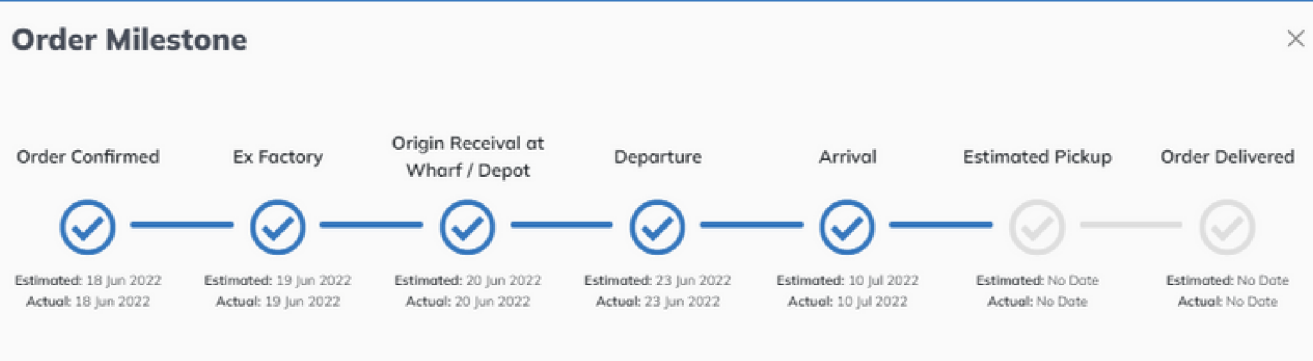 Order Milestone
Order Confirmed
Estimated: 18 Jun 2022
Actual: 18 Jun 2022
Ex Factory
Estimated: 19 Jun 2022
Actual: 19 Jun 2022
Origin Receival at
Wharf / Depot
Estimated: 20 Jun 2022
Actual: 20 Jun 2022
Departure
Estimated: 23 Jun 2022
Actual: 23 Jun 2022
Arrival
Estimated: 10 Jul 2022
Actual: 10 Jul 2022
Estimated Pickup
Estimated: No Date
Actual: No Date
Order Delivered
Estimated: No Date
Actual: No Date